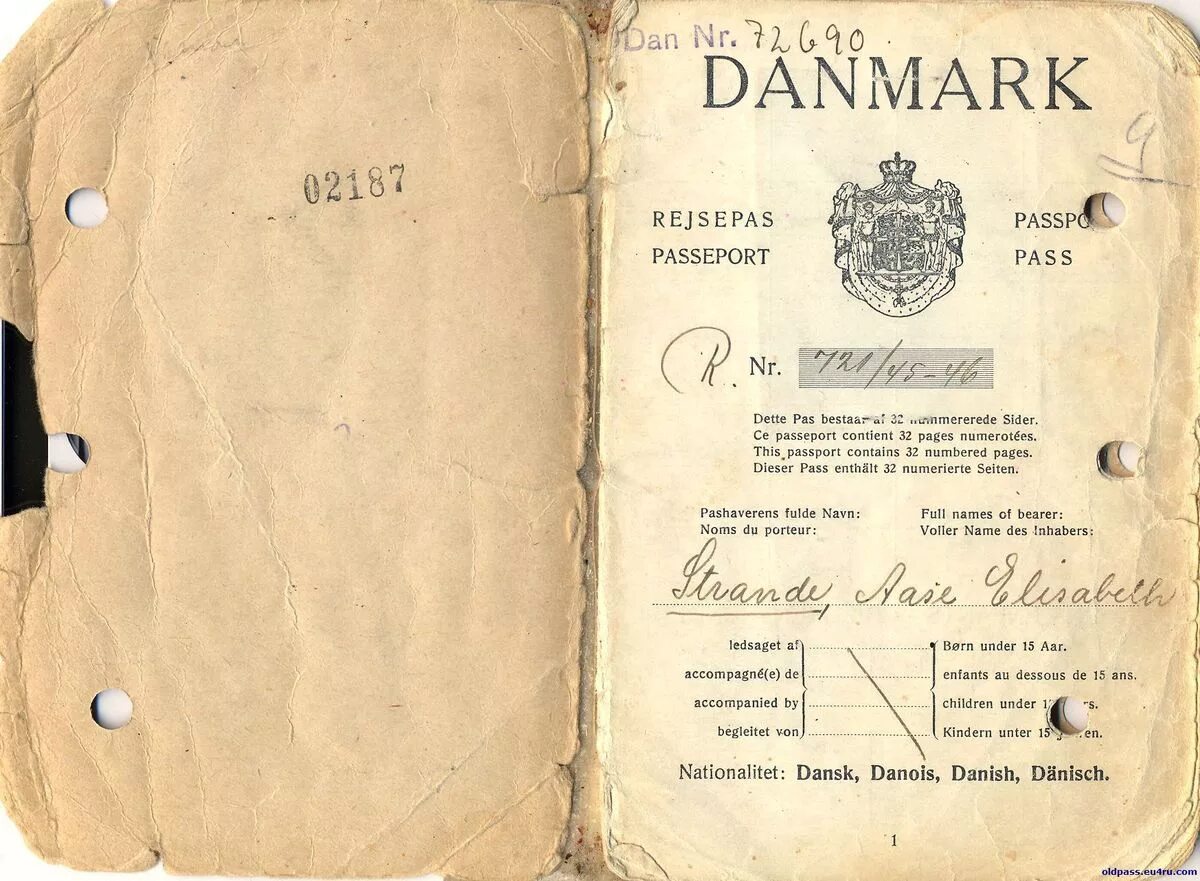 02187
Dan Nr. 72690
DANMARK
9
REJSEPAS
PASSEPORT
PASSPO
PASS
R. Nr. 721/45-46
Dette Pas bestaar af 32 nummererede Sider.
Ce passeport contient 32 pages numerotées.
This passport contains 32 numbered pages.
Dieser Pass enthält 32 numerierte Seiten.
Pashaverens fulde Navn: Full names of bearer:
Noms du porteur: Voller Name des Inhabers:
Strande, Aase Elisabeth
ledsaget af Børn under 15 Aar.
accompagné(e) de enfants au dessous de 15 ans.
accompanied by children under 1 rs.
begleitet von Kindern unter 15 J ren.
Nationalitet: Dansk, Danois, Danish, Dänisch.
1
oldpass.eu4ru.com